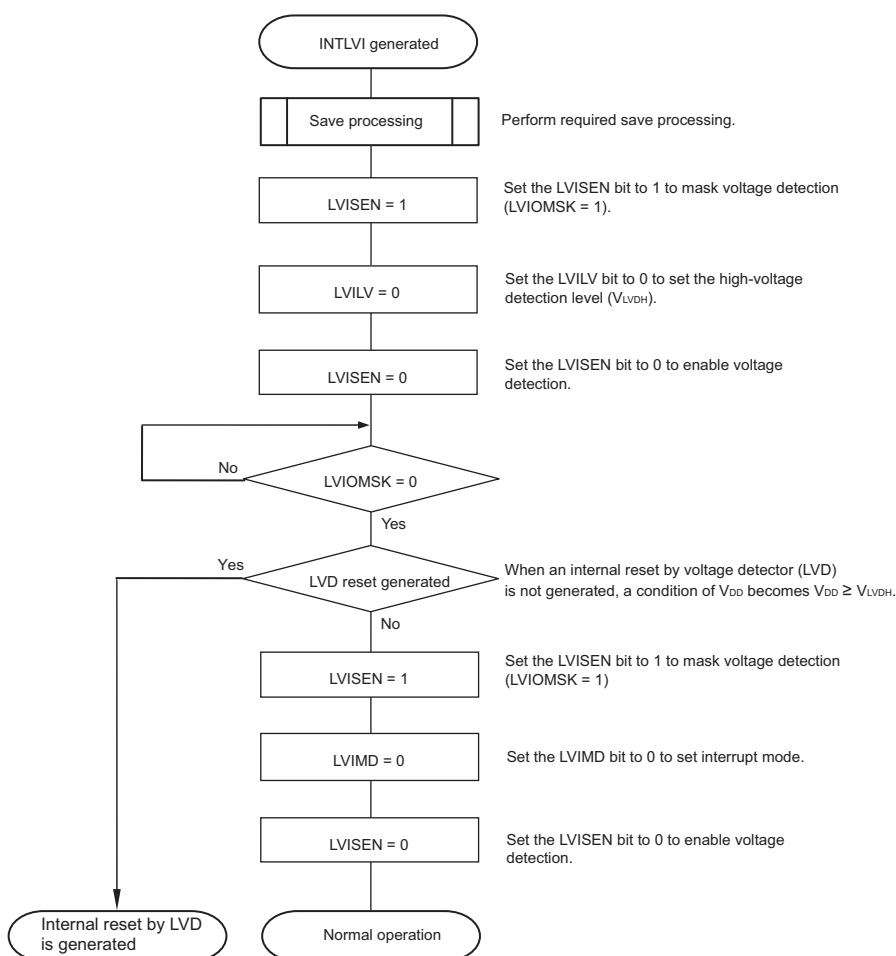 INTLVI generated
Save processing
Perform required save processing.
LVISEN = 1
Set the LVISEN bit to 1 to mask voltage detection
(LVIOMSK = 1).
LVILV = 0
Set the LVILV bit to 0 to set the high-voltage
detection level (VLVDH).
LVISEN = 0
Set the LVISEN bit to 0 to enable voltage
detection.
No
LVIOMSK = 0
Yes
Yes
LVD reset generated
When an internal reset by voltage detector (LVD)
is not generated, a condition of VDD becomes VDD ≥ VLVDH.
No
LVISEN = 1
Set the LVISEN bit to 1 to mask voltage detection
(LVIOMSK = 1)
LVIMD = 0
Set the LVIMD bit to 0 to set interrupt mode.
LVISEN = 0
Set the LVISEN bit to 0 to enable voltage
detection.
Internal reset by LVD
is generated
Normal operation